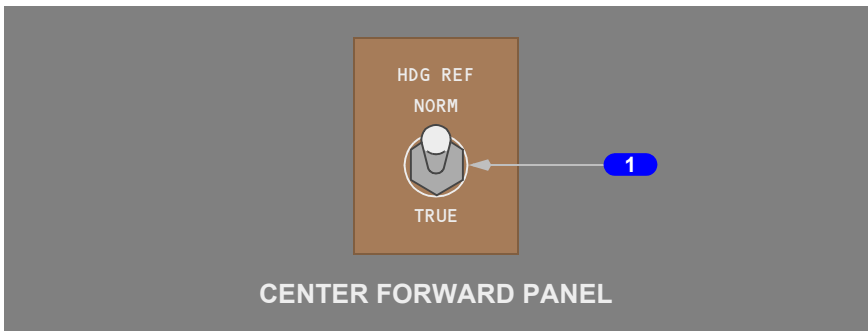 HDG REF
NORM
1
TRUE
CENTER FORWARD PANEL